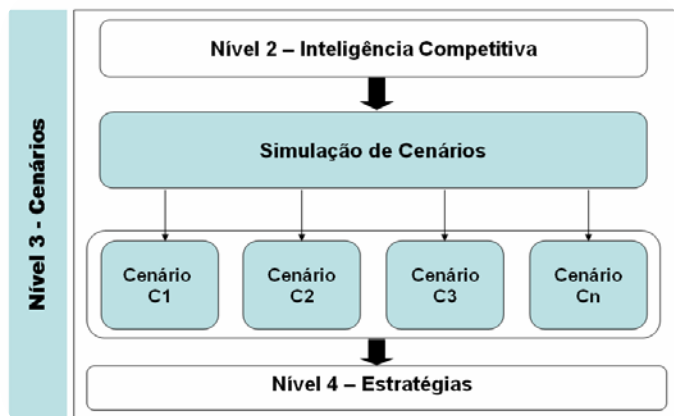 Nível 3 - Cenários
Nível 2 – Inteligência Competitiva
Simulação de Cenários
Cenário
C1
Cenário
C2
Cenário
C3
Cenário
Cn
Nível 4 – Estratégias